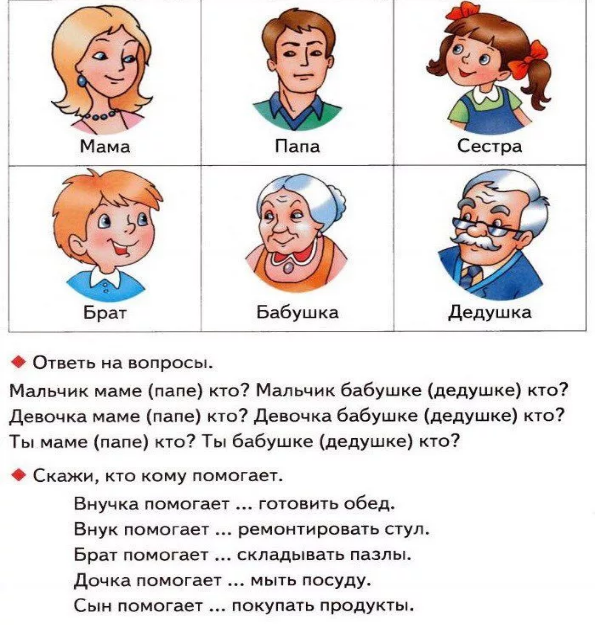 Мама
Папа
Сестра
Брат
Бабушка
Дедушка
Ответь на вопросы.
Мальчик маме (папе) кто? Мальчик бабушке (дедушке) кто?
Девочка маме (папе) кто? Девочка бабушке (дедушке) кто?
Ты маме (папе) кто? Ты бабушке (дедушке) кто?
Скажи, кто кому помогает.
Внучка помогает ... готовить обед.
Внук помогает ... ремонтировать стул.
Брат помогает ... складывать пазлы.
Дочка помогает ... мыть посуду.
Сын помогает ... покупать продукты.